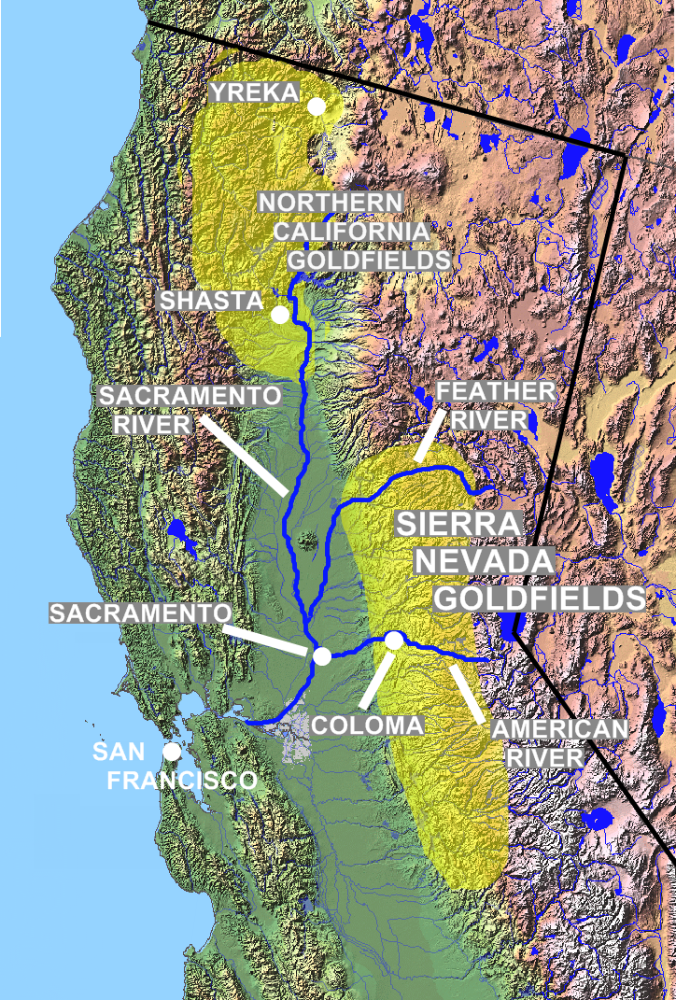 YREKA
NORTHERN
CALIFORNIA
GOLDFIELDS
SHASTA
SACRAMENTO
RIVER
FEATHER
RIVER
SIERRA
NEVADA
GOLDFIELDS
SACRAMENTO
COLOMA
AMERICAN
RIVER
SAN
FRANCISCO